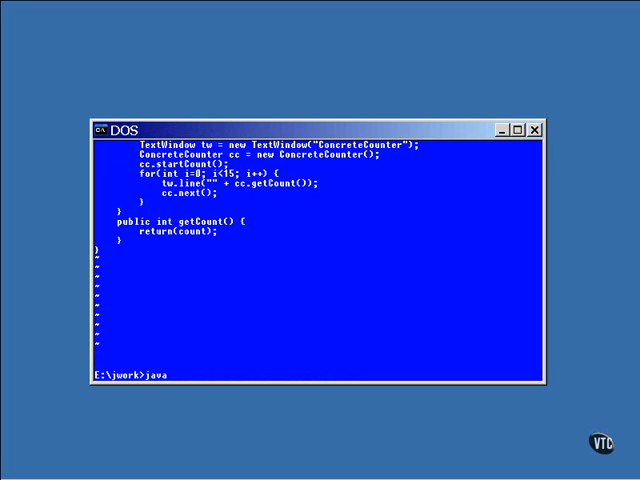 DOS
TextWindow tw = new TextWindow("ConcreteCounter");
ConcreteCounter cc = new ConcreteCounter();
cc.startCount();
for(int i=0; i<15; i++) {
tw.line("" + cc.getCount());
cc.next();
}
}
public int getCount() {
return(count);
}
}
~
~
~
~
~
~
~
~
~
~
E:\jwork>java
VTC